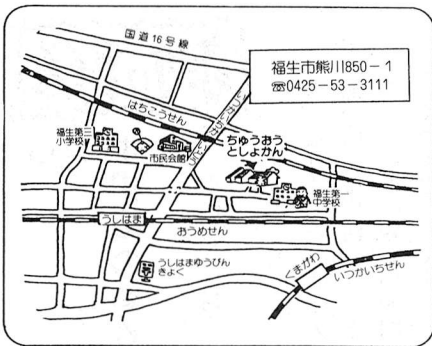 国道16号線
福生市熊川850-1
☎0425-53-3111
はちこうせん
福生第三
小学校
市民会館
ちゅうおう
としょかん
福生第一
中学校
うしはま
おうめせん
うしはまゆうびん
きょく
くまがわ
いつかいちせん